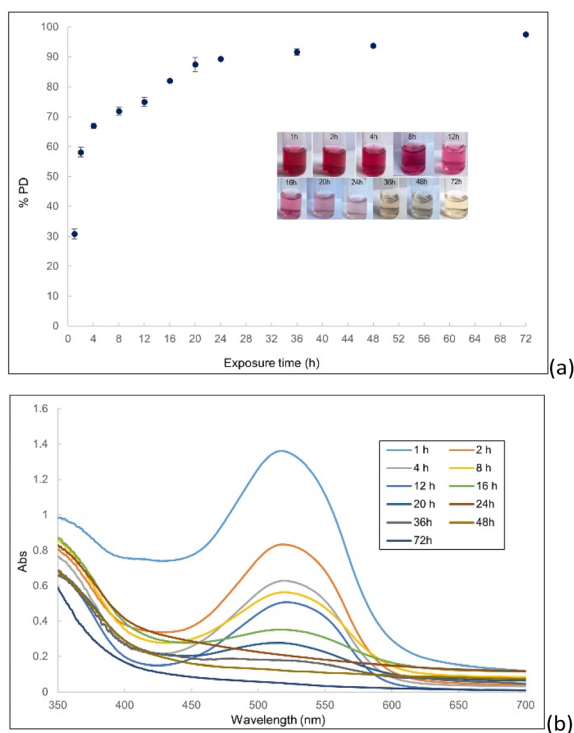 100
90
80
70
60
50
40
30
20
10
0
% PD
1h 2h 4h 8h 12h
16h 20h 24h 36h 48h 72h
0 4 8 12 16 20 24 28 32 36 40 44 48 52 56 60 64 68 72
Exposure time (h)
(a)
1.6
1.4
1.2
1
0.8
0.6
0.4
0.2
0
Abs
1 h 2 h
4 h 8 h
12 h 16 h
20 h 24h
36h 48h
72h
350 400 450 500 550 600 650 700
Wavelength (nm)
(b)